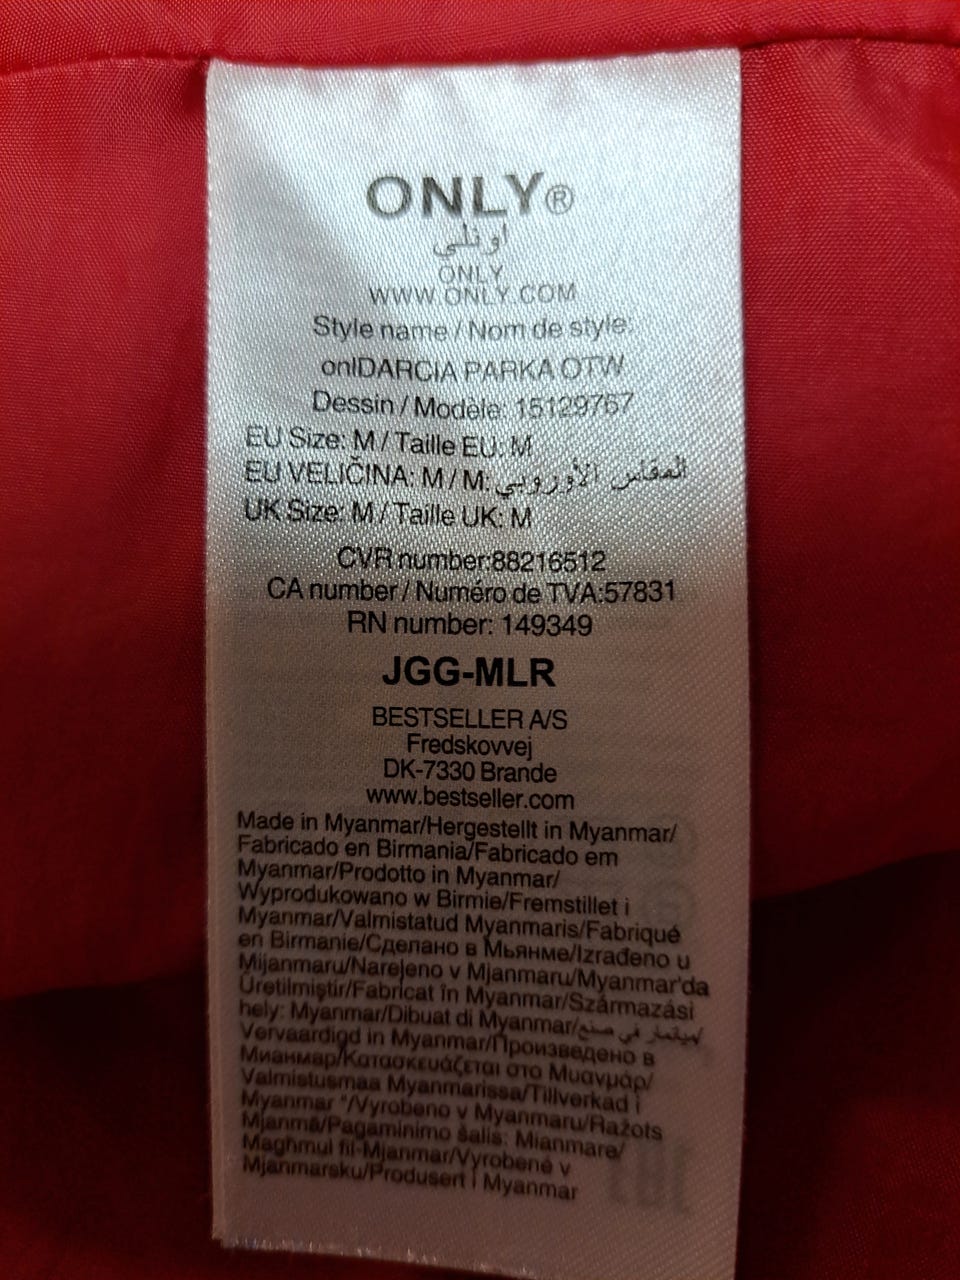 ONLY®
اونلي
ONLY
WWW.ONLY.COM
Style name / Nom de style:
onlDARCIA PARKA OTW
Dessin / Modèle: 15129767
EU Size: M / Taille EU: M
EU VELIČINA: M / M: المقاس الأوروبي
UK Size: M / Taille UK: M
CVR number:88216512
CA number / Numéro de TVA:57831
RN number: 149349
JGG-MLR
BESTSELLER A/S
Fredskovvej
DK-7330 Brande
www.bestseller.com
Made in Myanmar/Hergestellt in Myanmar/
Fabricado en Birmania/Fabricado em
Myanmar/Prodotto in Myanmar/
Wyprodukowano w Birmie/Fremstillet i
Myanmar/Valmistatud Myanmaris/Fabriqué
en Birmanie/Сделано в Мьянме/Izrađeno u
Mijanmaru/Narejeno v Mjanmaru/Myanmar'da
Üretilmiştir/Fabricat în Myanmar/Származási
hely: Myanmar/Dibuat di Myanmar/ميانمار في صنع/
Vervaardigd in Myanmar/Произведено в
Мианмар/Κατασκευάζεται στο Μυανμάρ/
Valmistusmaa Myanmarissa/Tillverkad i
Myanmar "/Vyrobeno v Myanmaru/Ražots
Mjanmā/Pagaminimo šalis: Mianmare/
Maghmul fil-Mjanmar/Vyrobené v
Mjanmarsku/Produsert i Myanmar